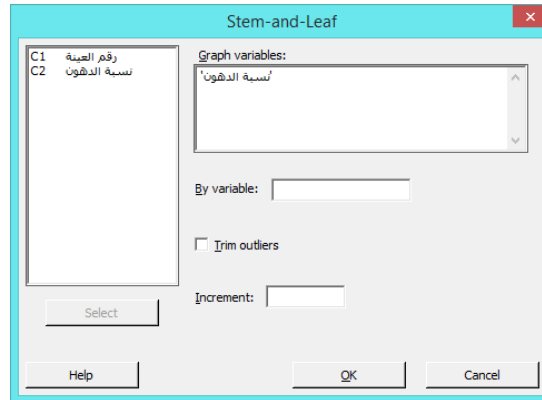 Stem-and-Leaf
C1 رقم العينة
C2 نسبة الدهون
Graph variables:
'نسبة الدهون'
By variable:
Trim outliers
Increment:
Select
Help
OK
Cancel